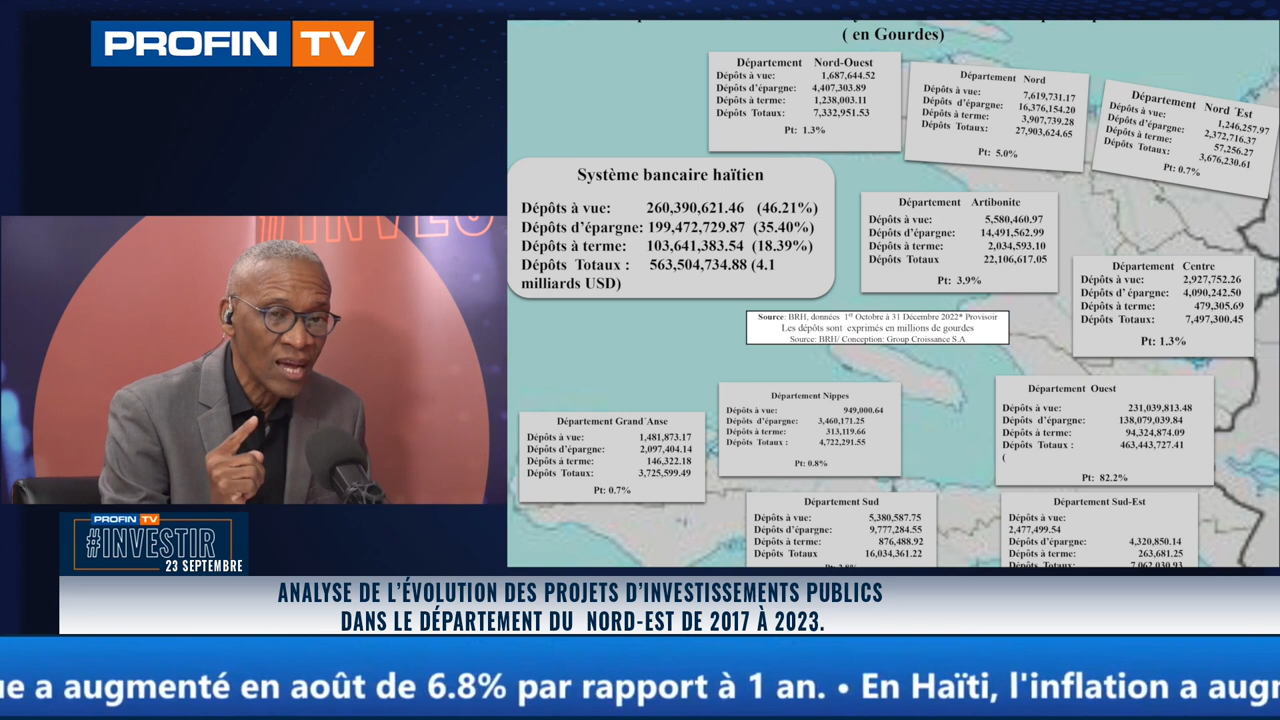 PROFIN TV
( en Gourdes)
Département Nord-Ouest
Dépôts à vue: 1,687,644.52
Dépôts d'épargne: 4,407,303.89
Dépôts à terme: 1,238,003.11
Dépôts Totaux: 7,332,951.53
Pt: 1.3%
Département Nord
Dépôts à vue: 7,619,731.17
Dépôts d'épargne: 16,376,154.20
Dépôts à terme: 3,907,739.28
Dépôts Totaux: 27,903,624.65
Pt: 5.0%
Département Nord ´Est
Dépôts à vue: 1,246,257.97
Dépôts d'épargne: 2,372,716.37
Dépôts à terme: 57,256.27
Dépôts Totaux: 3,676,230.61
Pt: 0.7%
Système bancaire haïtien
Dépôts à vue: 260,390,621.46 (46.21%)
Dépôts d'épargne: 199,472,729.87 (35.40%)
Dépôts à terme: 103,641,383.54 (18.39%)
Dépôts Totaux : 563,504,734.88 (4.1
milliards USD)
Département Artibonite
Dépôts à vue: 5,580,460.97
Dépôts d'épargne: 14,491,562.99
Dépôts à terme: 2,034,593.10
Dépôts Totaux 22,106,617.05
Pt: 3.9%
Département Centre
Dépôts à vue: 2,927,752.26
Dépôts d' épargne: 4,090,242.50
Dépôts à terme: 479,305.69
Dépôts Totaux: 7,497,300.45
Pt: 1.3%
Source: BRH, données 1er Octobre à 31 Décembre 2022* Provisoir
Les dépôts sont exprimés en millions de gourdes
Source: BRH/ Conception: Group Croissance S.A
Département Grand´Anse
Dépôts à vue: 1,481,873.17
Dépôts d'épargne: 2,097,404.14
Dépôts à terme: 146,322.18
Dépôts Totaux: 3,725,599.49
Pt: 0.7%
Département Nippes
Dépôts à vue: 949,000.64
Dépôts d'épargne: 3,460,171.25
Dépôts à terme: 313,119.66
Dépôts Totaux : 4,722,291.55
Pt: 0.8%
Département Ouest
Dépôts à vue: 231,039,813.48
Dépôts d'épargne: 138,079,039.84
Dépôts à terme: 94,324,874.09
Dépôts Totaux : 463,443,727.41
(
Pt: 82.2%
Département Sud
Dépôts à vue: 5,380,587.75
Dépôts d'épargne: 9,777,284.55
Dépôts à terme: 876,488.92
Dépôts Totaux 16,034,361.22
Département Sud-Est
Dépôts à vue:
2,477,499.54
Dépôts d'épargne: 4,320,850.14
Dépôts à terme: 263,681.25
Dépôts Totaux: 7,062,030.93
PROFIN TV
#INVESTIR
23 SEPTEMBRE
ANALYSE DE L'ÉVOLUTION DES PROJETS D'INVESTISSEMENTS PUBLICS
DANS LE DÉPARTEMENT DU NORD-EST DE 2017 À 2023.
ue a augmenté en août de 6.8% par rapport à 1 an. • En Haïti, l'inflation a aug